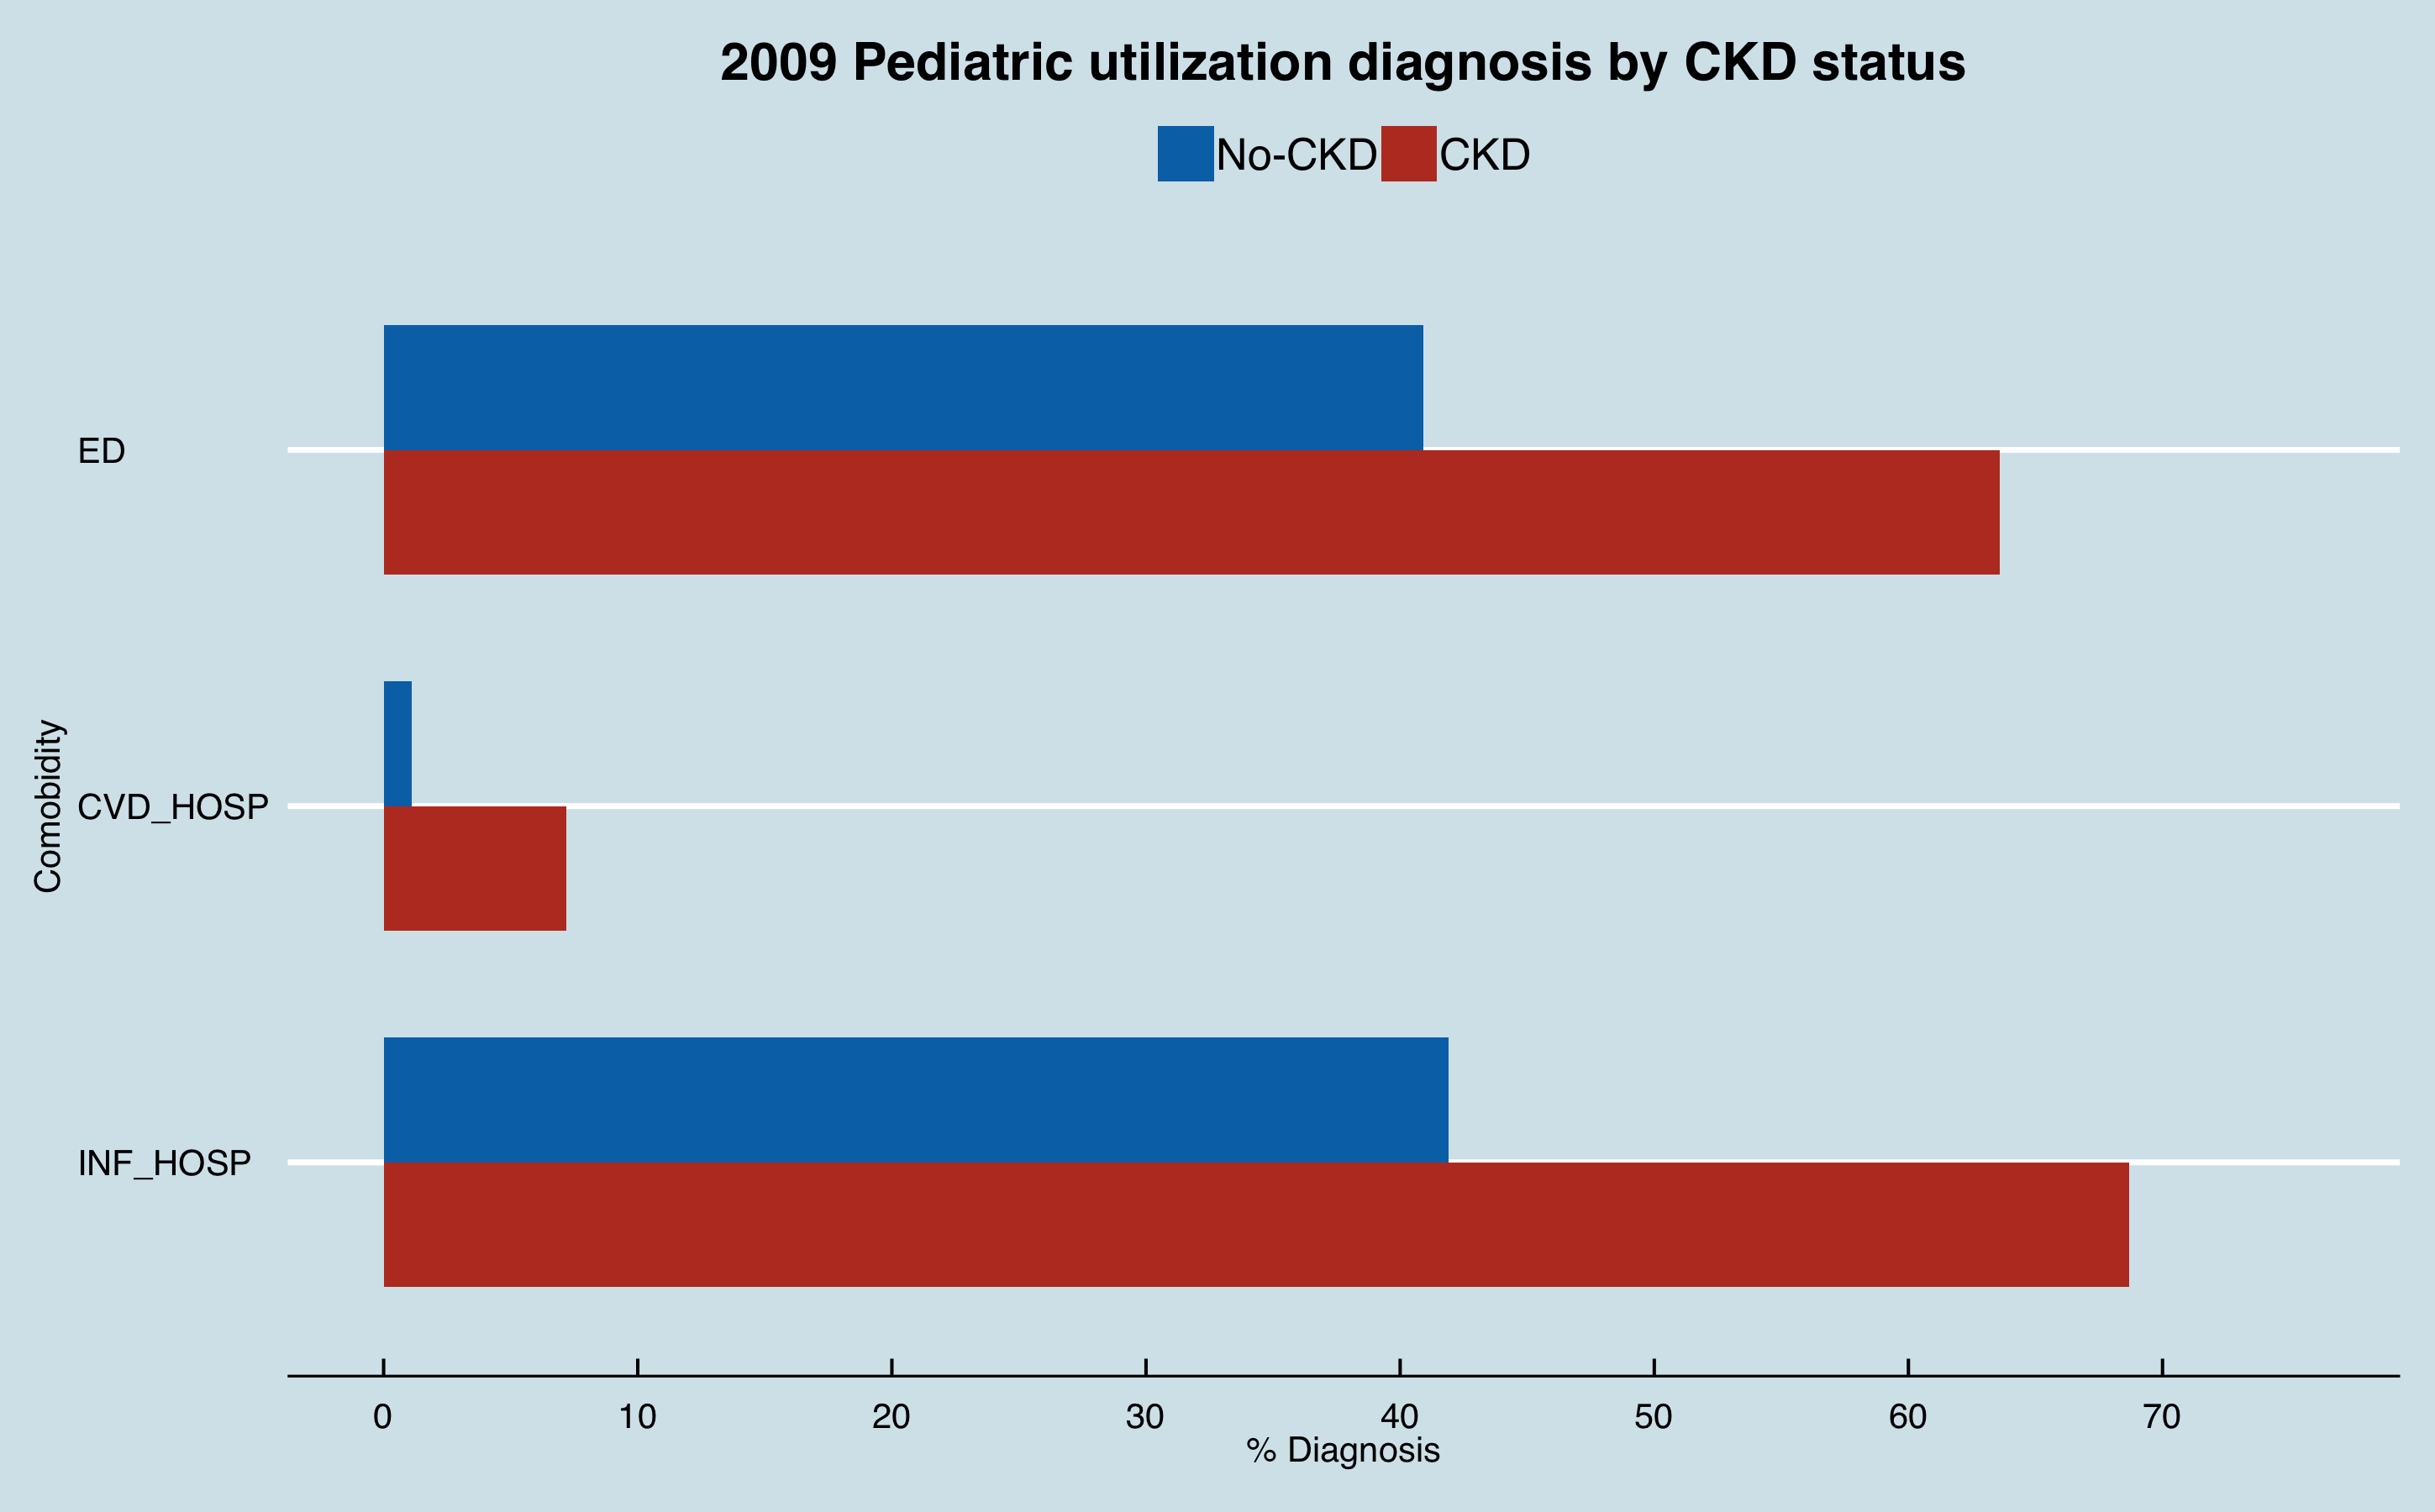 2009 Pediatric utilization diagnosis by CKD status
No-CKD CKD
ED
Comobidity
CVD_HOSP
INF_HOSP
0 10 20 30 40 50 60 70
% Diagnosis